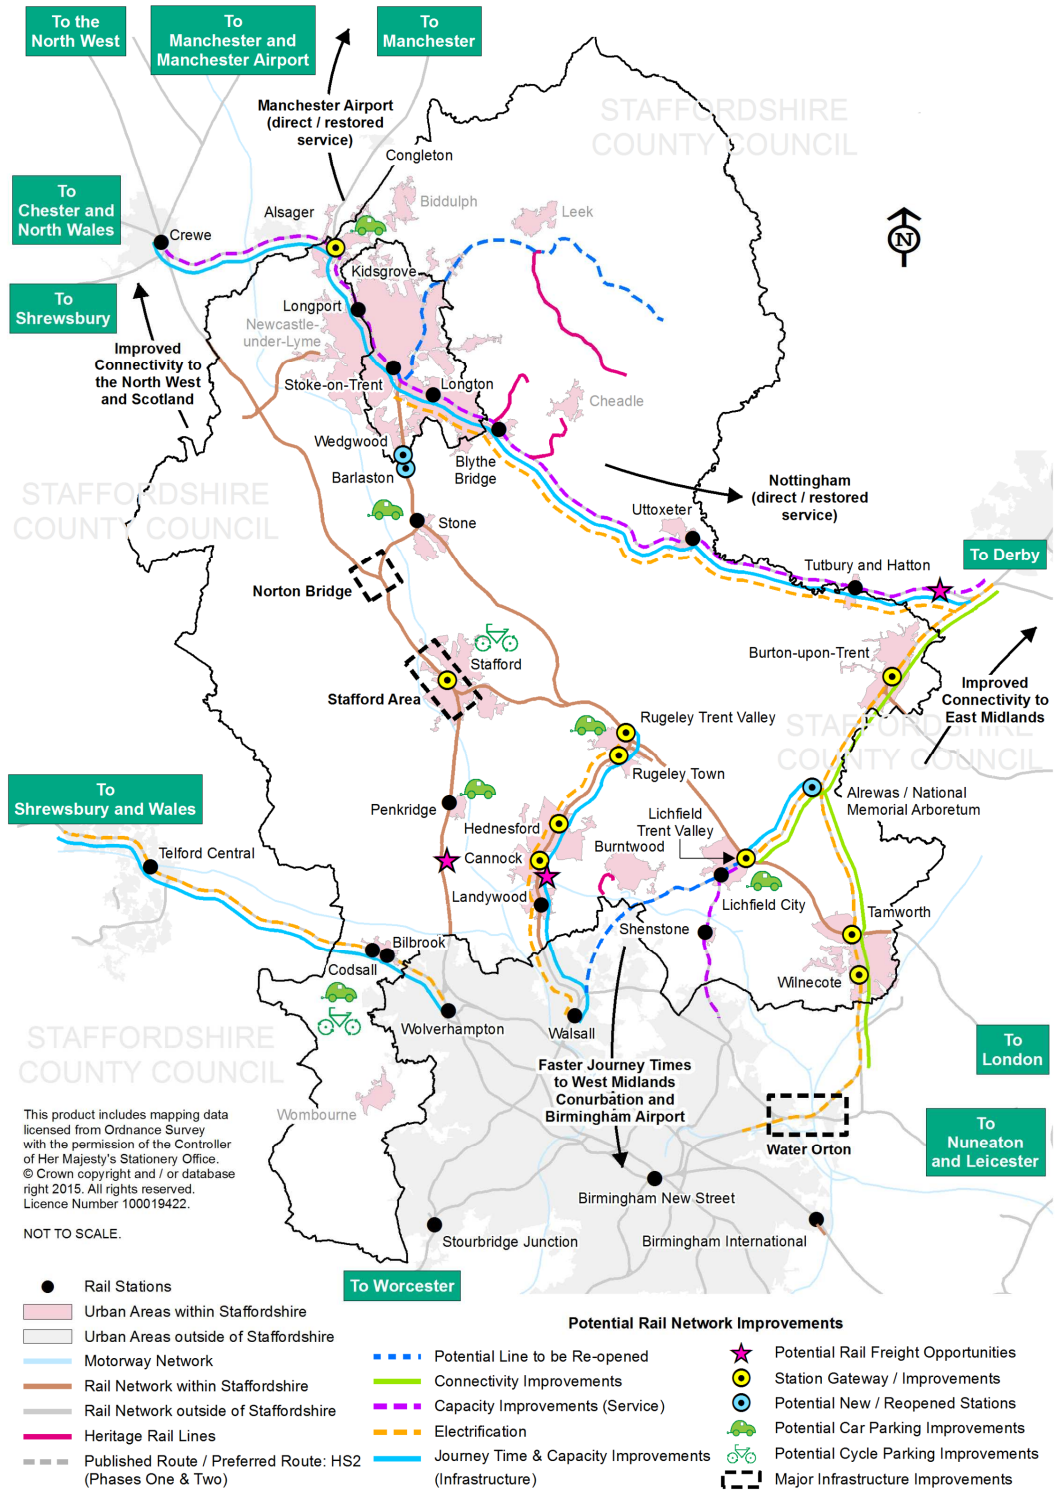 To the
North West
To
Manchester and
Manchester Airport
To
Manchester
Manchester Airport
(direct / restored
service)
STAFFORDSHIRE
COUNTY COUNCIL
Congleton
To
Chester and
North Wales
Alsager
Biddulph
Leek
Crewe
N
Kidsgrove
To
Shrewsbury
Longport
Newcastle-
under-Lyme
Improved
Connectivity to
the North West
and Scotland
Stoke-on-Trent
Longton
Cheadle
Wedgwood
Barlaston
Blythe
Bridge
STAFFORDSHIRE
COUNTY COUNCIL
Nottingham
(direct / restored
service)
Uttoxeter
Stone
To Derby
Tutbury and Hatton
Norton Bridge
Burton-upon-Trent
Stafford
Stafford Area
Improved
Connectivity to
East Midlands
Rugeley Trent Valley
STAFFORDSHIRE
COUNTY COUNCIL
Rugeley Town
To
Shrewsbury and Wales
Penkridge
Alrewas / National
Memorial Arboretum
Hednesford
Lichfield
Trent Valley
Telford Central
Cannock
Burntwood
Landywood
Lichfield City
Tamworth
Shenstone
Bilbrook
Codsall
Wilnecote
Wolverhampton
Walsall
STAFFORDSHIRE
COUNTY COUNCIL
To
London
Faster Journey Times
to West Midlands
Conurbation and
Birmingham Airport
Wombourne
This product includes mapping data
licensed from Ordnance Survey
with the permission of the Controller
of Her Majesty's Stationery Office.
© Crown copyright and / or database
right 2015. All rights reserved.
Licence Number 100019422.
NOT TO SCALE.
To
Nuneaton
and Leicester
Water Orton
Birmingham New Street
Stourbridge Junction
Birmingham International
To Worcester
Rail Stations
Urban Areas within Staffordshire
Urban Areas outside of Staffordshire
Motorway Network
Rail Network within Staffordshire
Rail Network outside of Staffordshire
Heritage Rail Lines
Published Route / Preferred Route: HS2
(Phases One & Two)
Potential Rail Network Improvements
Potential Line to be Re-opened
Connectivity Improvements
Capacity Improvements (Service)
Electrification
Journey Time & Capacity Improvements
(Infrastructure)
Potential Rail Freight Opportunities
Station Gateway / Improvements
Potential New / Reopened Stations
Potential Car Parking Improvements
Potential Cycle Parking Improvements
Major Infrastructure Improvements